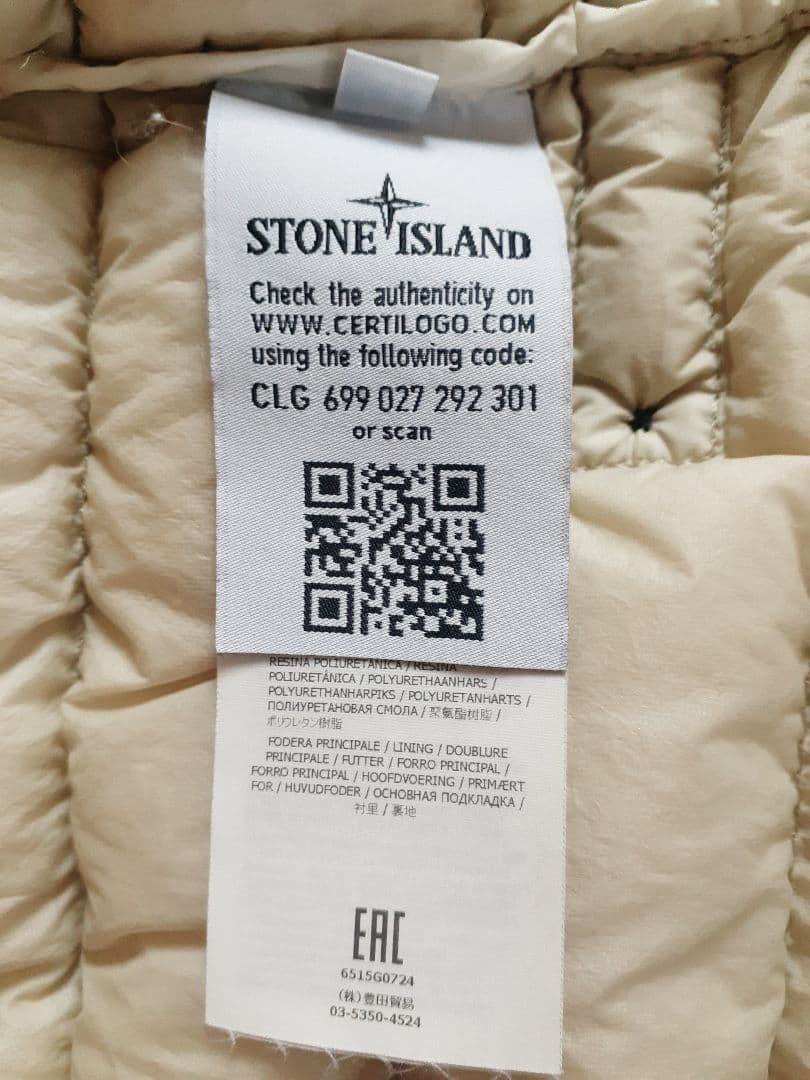 STONE ISLAND
Check the authenticity on
WWW.CERTILOGO.COM
using the following code:
CLG 699 027 292 301
or scan
RESINA POLIURETANICA / RESINA
POLIURETÂNICA / POLYURETHAANHARS /
POLYURETHANHARPIKS / POLYURETANHARTS /
ПОЛИУРЕТАНОВАЯ СМОЛА / 聚氨酯树脂 /
ポリウレタン樹脂
FODERA PRINCIPALE / LINING / DOUBLURE
PRINCIPALE / FUTTER / FORRO PRINCIPAL /
FORRO PRINCIPAL / HOOFDVOERING / PRIMÆRT
FOR / HUVUDFODER / ОСНОВНАЯ ПОДКЛАДКА /
衬里 / 裏地
EAC
6515G0724
(株)豊田貿易
03-5350-4524